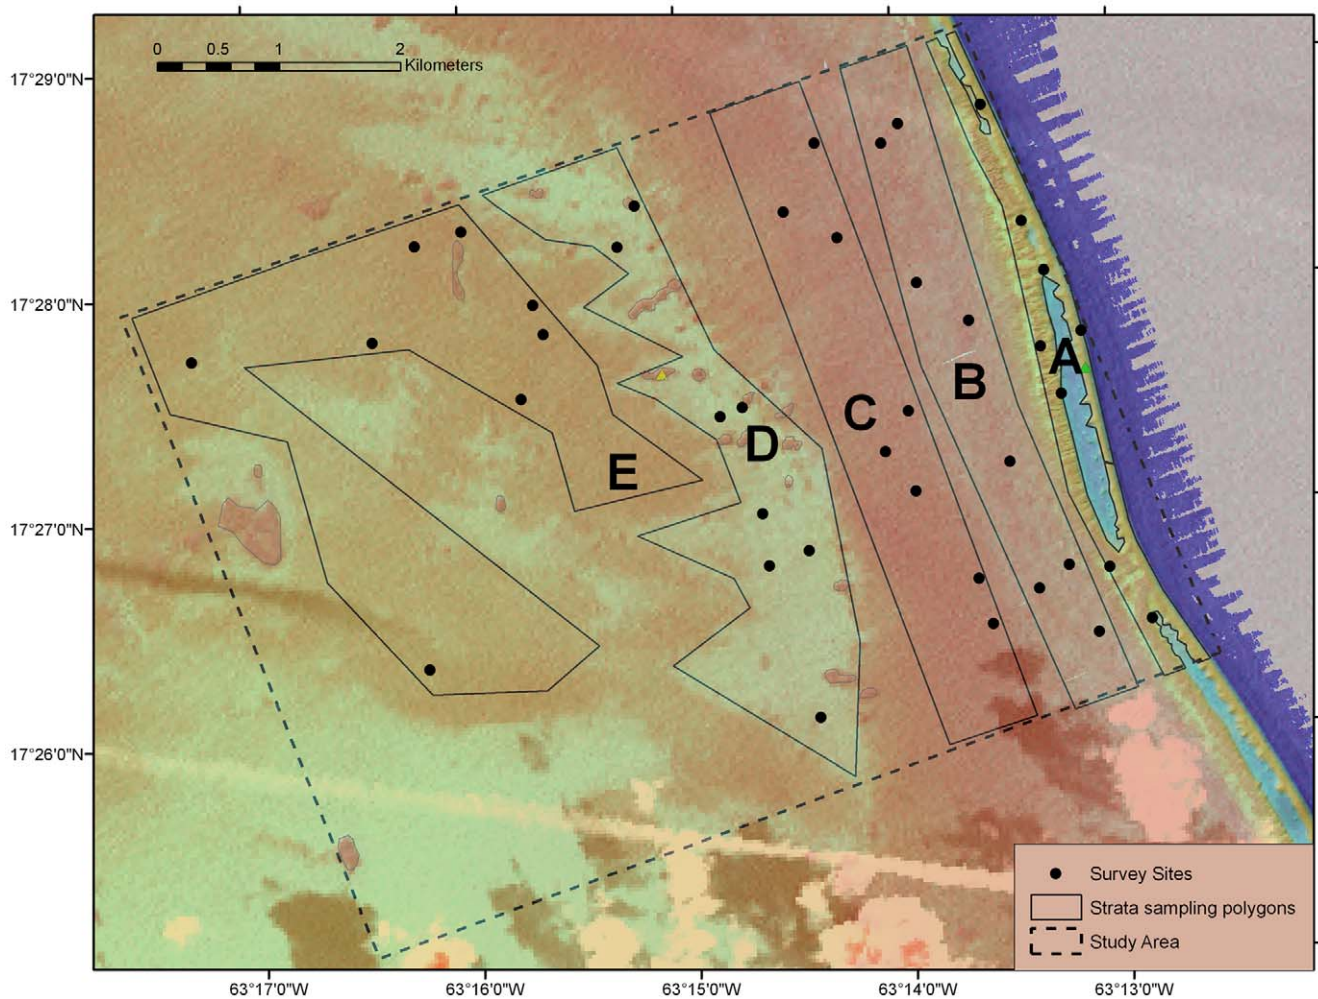 0 0.5 1 2
Kilometers
17°29'0"N
17°28'0"N
17°27'0"N
17°26'0"N
A
B
C
D
E
Survey Sites
Strata sampling polygons
Study Area
63°17'0"W 63°16'0"W 63°15'0"W 63°14'0"W 63°13'0"W